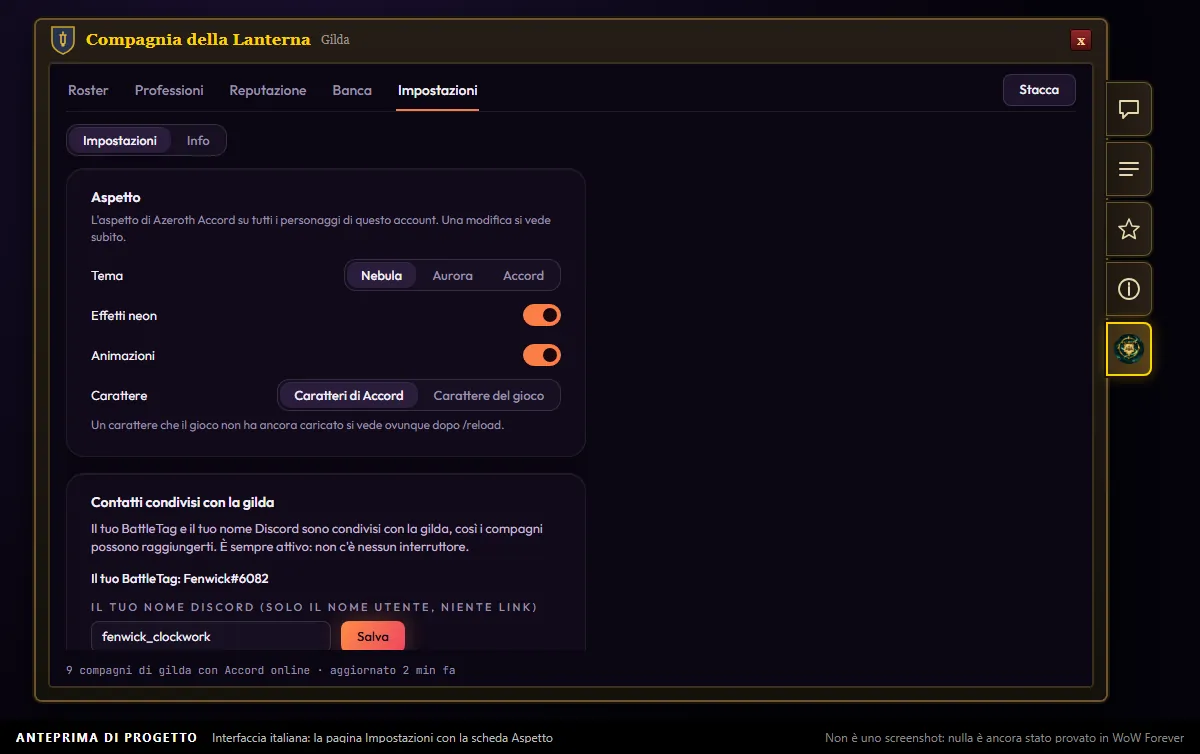 Compagnia della Lanterna Gilda
x
Roster Professioni Reputazione Banca Impostazioni Stacca
Impostazioni Info
Aspetto
L'aspetto di Azeroth Accord su tutti i personaggi di questo account. Una modifica si vede
subito.
Tema Nebula Aurora Accord
Effetti neon
Animazioni
Carattere Caratteri di Accord Carattere del gioco
Un carattere che il gioco non ha ancora caricato si vede ovunque dopo /reload.
Contatti condivisi con la gilda
Il tuo BattleTag e il tuo nome Discord sono condivisi con la gilda, così i compagni
possono raggiungerti. È sempre attivo: non c'è nessun interruttore.
Il tuo BattleTag: Fenwick#6082
IL TUO NOME DISCORD (SOLO IL NOME UTENTE, NIENTE LINK)
fenwick_clockwork Salva
9 compagni di gilda con Accord online · aggiornato 2 min fa
ANTEPRIMA DI PROGETTO Interfaccia italiana: la pagina Impostazioni con la scheda Aspetto
Non è uno screenshot: nulla è ancora stato provato in WoW Forever